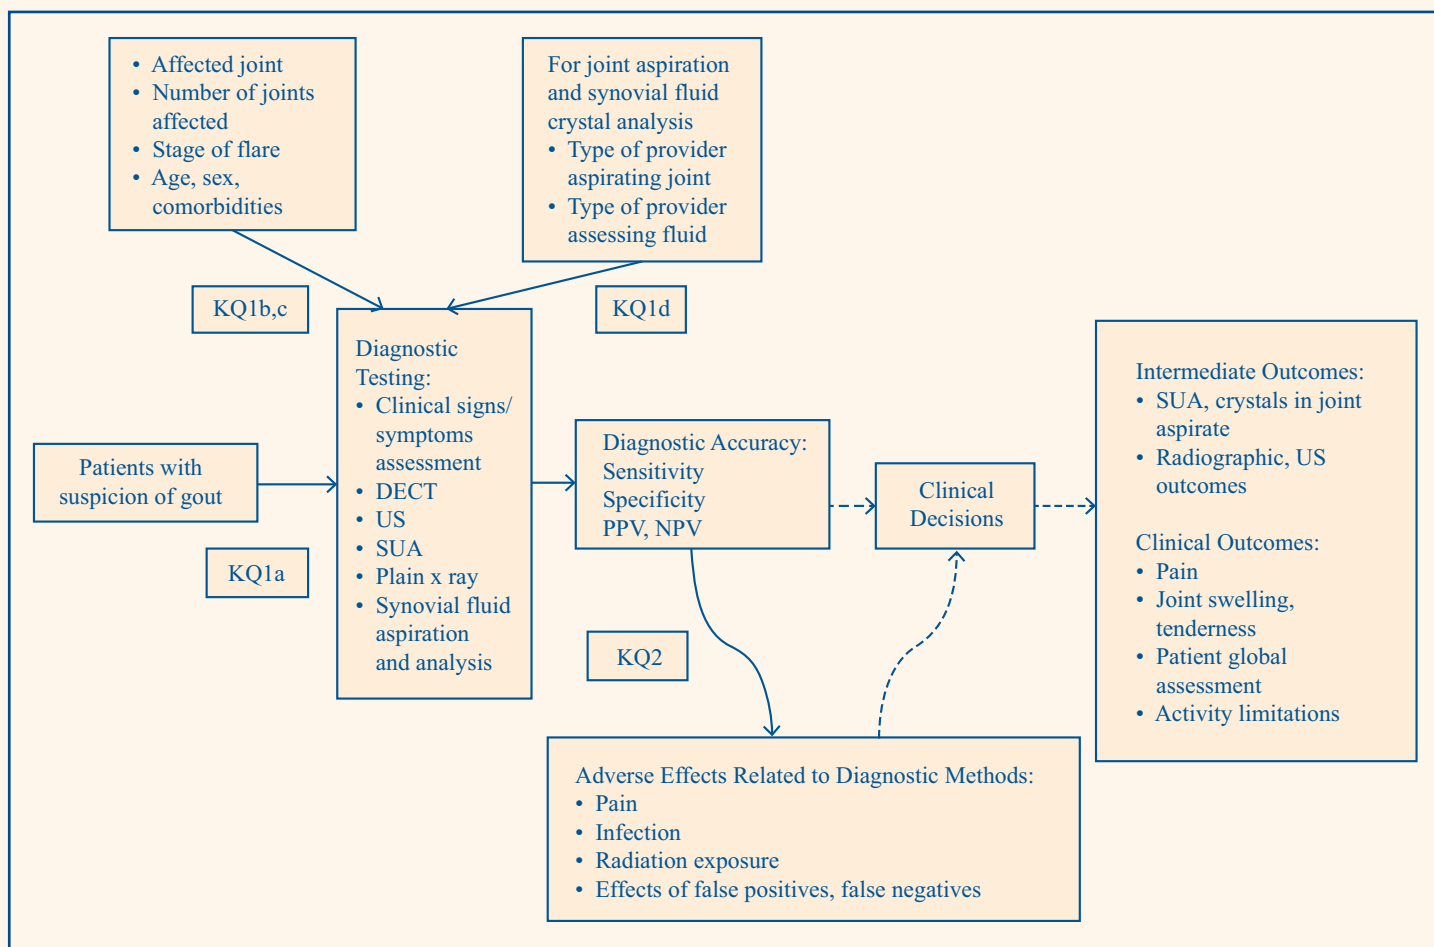 • Affected joint
• Number of joints
affected
• Stage of flare
• Age, sex,
comorbidities
For joint aspiration
and synovial fluid
crystal analysis
• Type of provider
aspirating joint
• Type of provider
assessing fluid
KQ1b,c
KQ1d
Patients with
suspicion of gout
KQ1a
Diagnostic
Testing:
• Clinical signs/
symptoms
assessment
• DECT
• US
• SUA
• Plain x ray
• Synovial fluid
aspiration
and analysis
Diagnostic Accuracy:
Sensitivity
Specificity
PPV, NPV
Clinical
Decisions
Intermediate Outcomes:
• SUA, crystals in joint
aspirate
• Radiographic, US
outcomes
Clinical Outcomes:
• Pain
• Joint swelling,
tenderness
• Patient global
assessment
• Activity limitations
KQ2
Adverse Effects Related to Diagnostic Methods:
• Pain
• Infection
• Radiation exposure
• Effects of false positives, false negatives